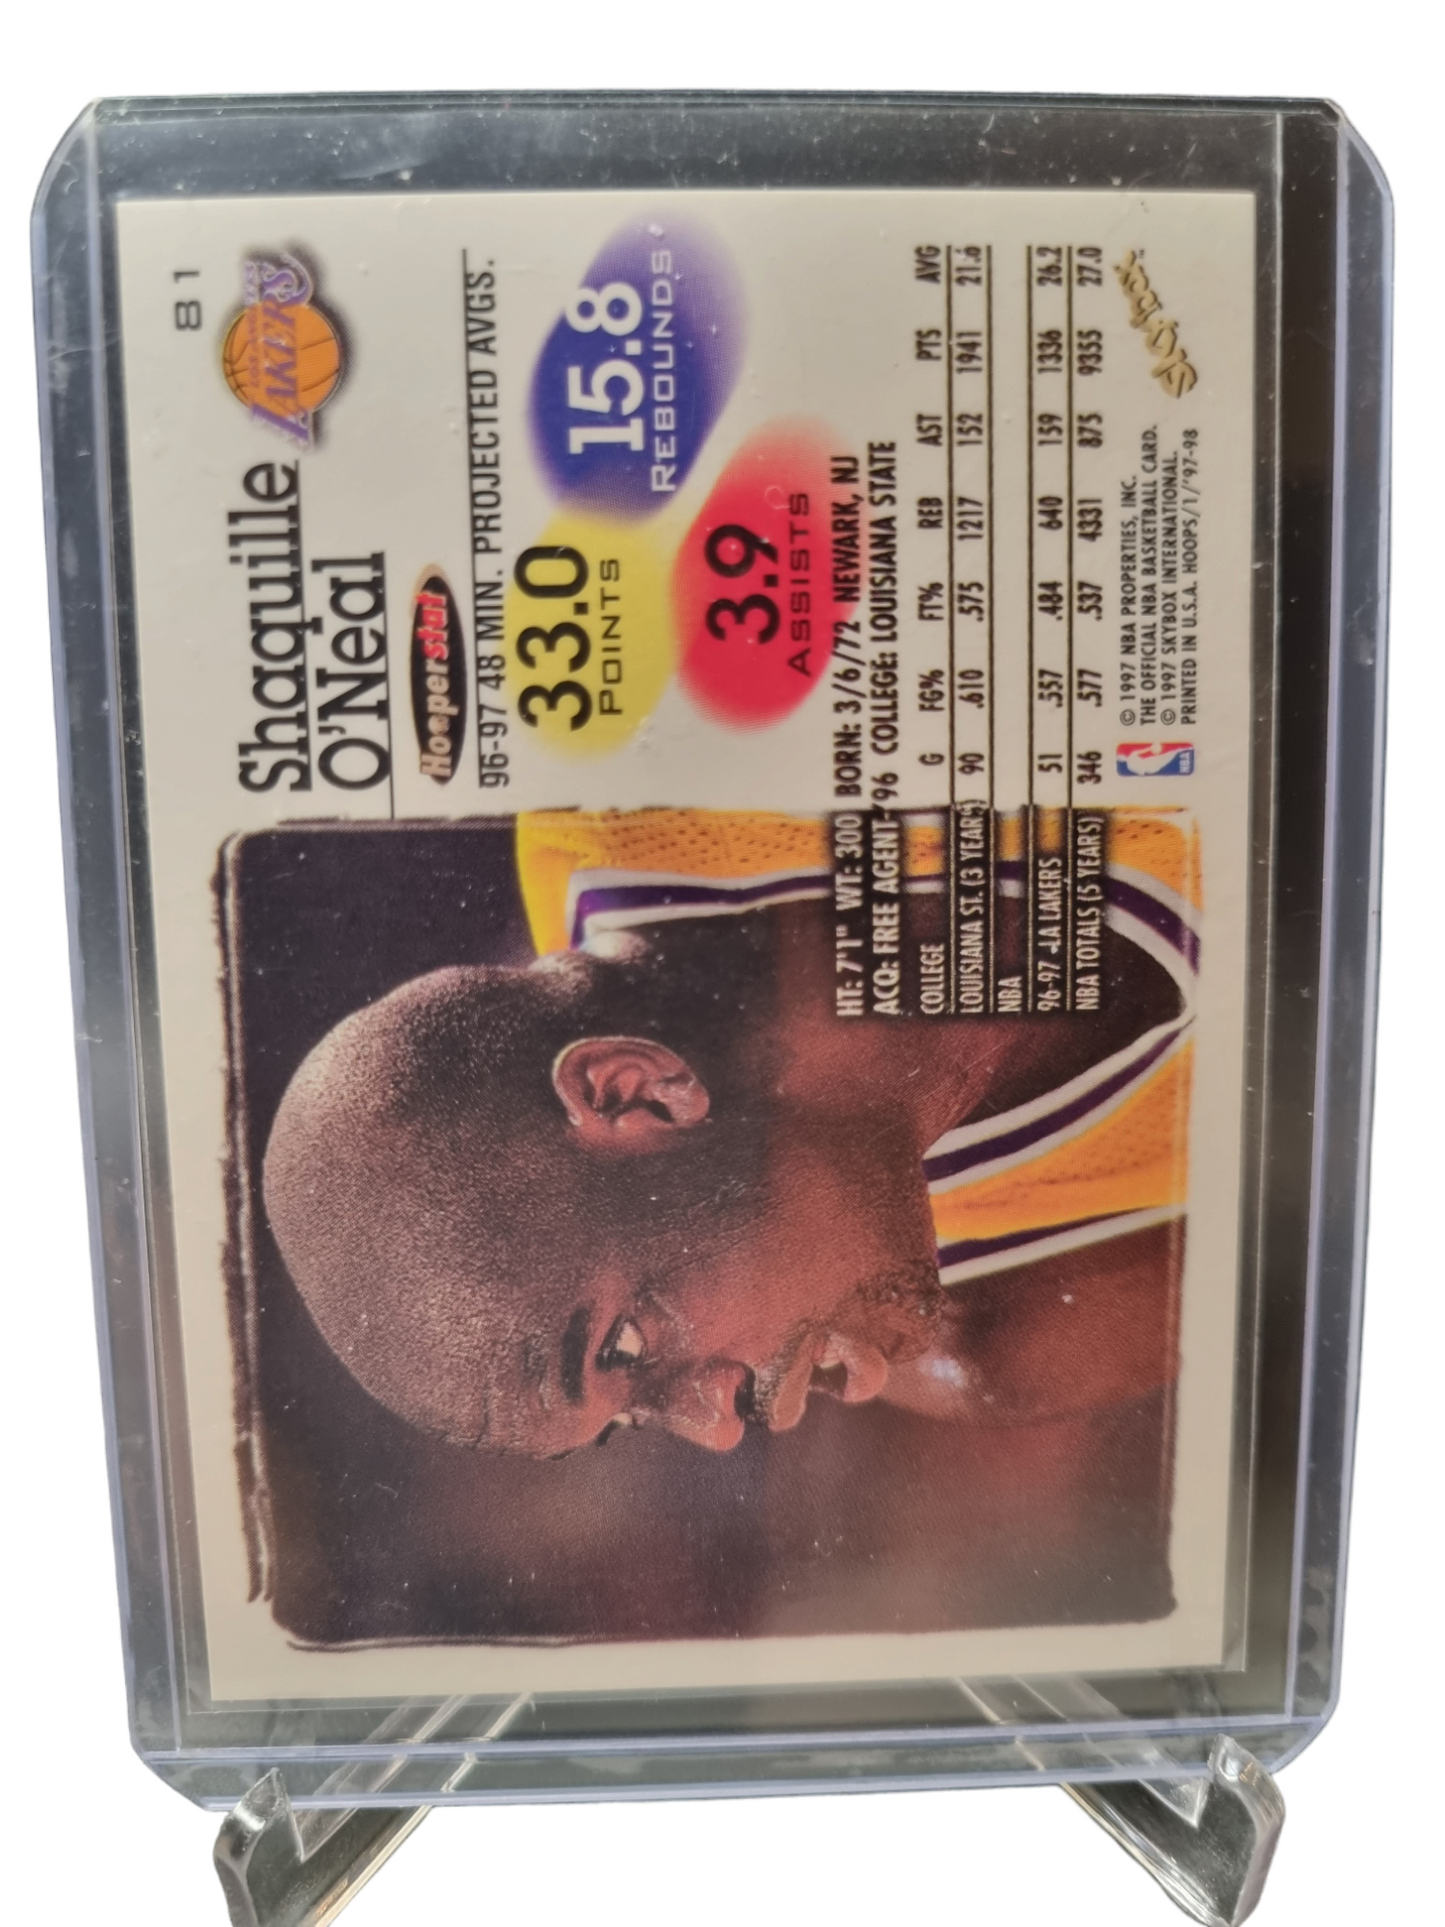 81
LOS ANGELES
LAKERS
Shaquille
O'Neal
Hooperstat
96-97 48 MIN. PROJECTED AVGS.
33.0
POINTS
15.8
REBOUNDS
3.9
ASSISTS
HT: 7'1" WT: 300 BORN: 3/6/72 NEWARK, NJ
ACQ: FREE AGENT-'96 COLLEGE: LOUISIANA STATE
COLLEGE G FG% FT% REB AST PTS AVG
LOUISIANA ST. (3 YEARS) 90 .610 .575 1217 152 1941 21.6
NBA
96-97 -LA LAKERS 51 .557 .484 640 159 1336 26.2
NBA TOTALS (5 YEARS) 346 .577 .537 4331 875 9355 27.0
NBA
© 1997 NBA PROPERTIES, INC.
THE OFFICIAL NBA BASKETBALL CARD.
© 1997 SKYBOX INTERNATIONAL.
PRINTED IN U.S.A. HOOPS/1/'97-98
SkyBox™